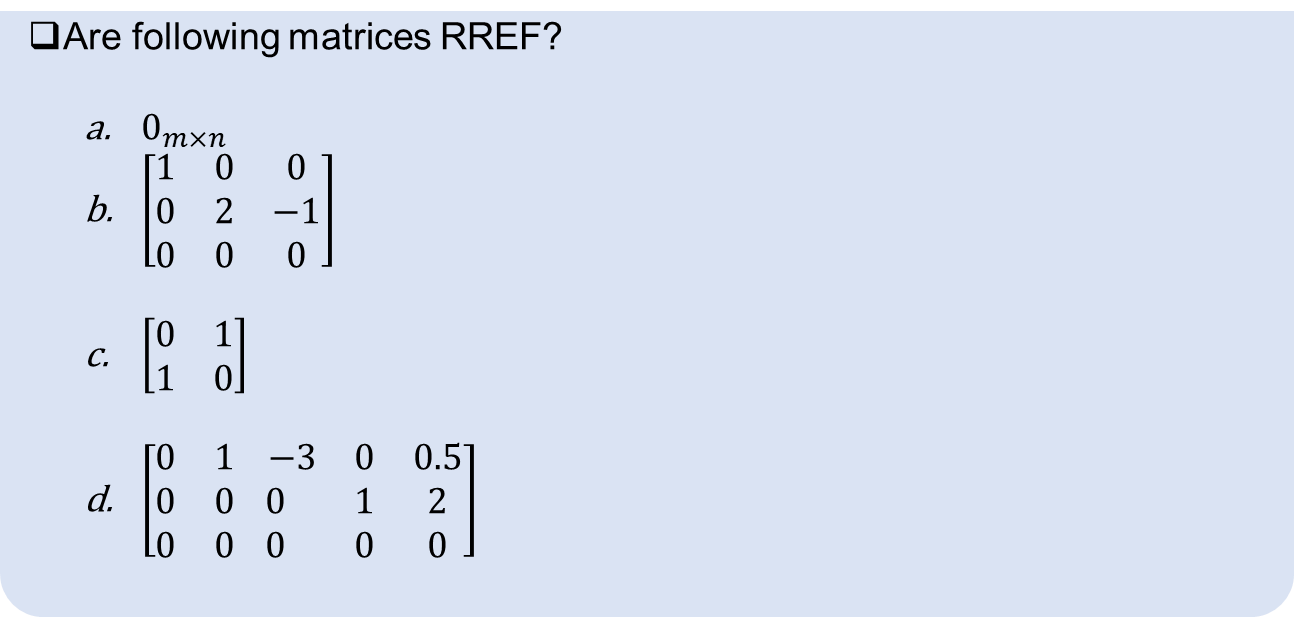 ❑Are following matrices RREF?
a. 0m×n
b. [1 0 0
0 2 −1
0 0 0]
c. [0 1
1 0]
d. [0 1 −3 0 0.5
0 0 0 1 2
0 0 0 0 0]